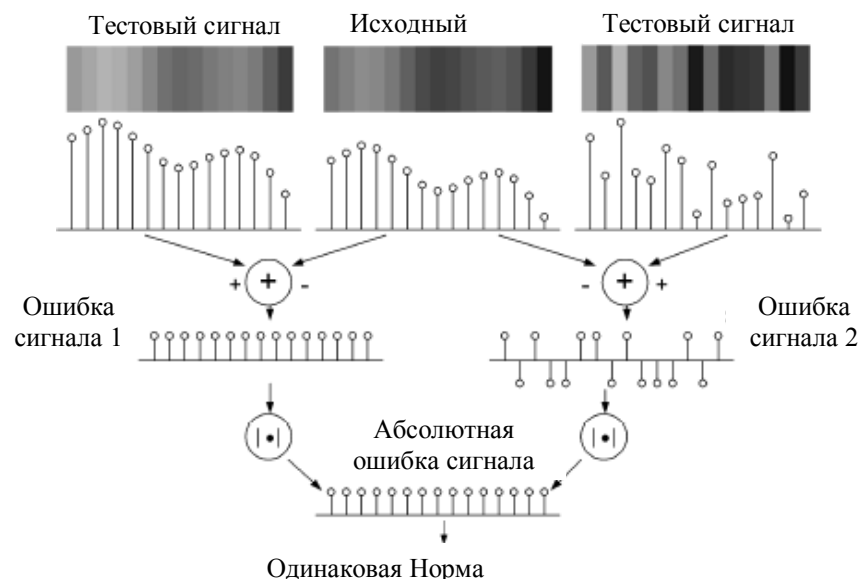 Тестовый сигнал
Исходный
Тестовый сигнал
+
+
-
-
+
+
Ошибка
сигнала 1
Ошибка
сигнала 2
|•|
Абсолютная
ошибка сигнала
|•|
Одинаковая Норма